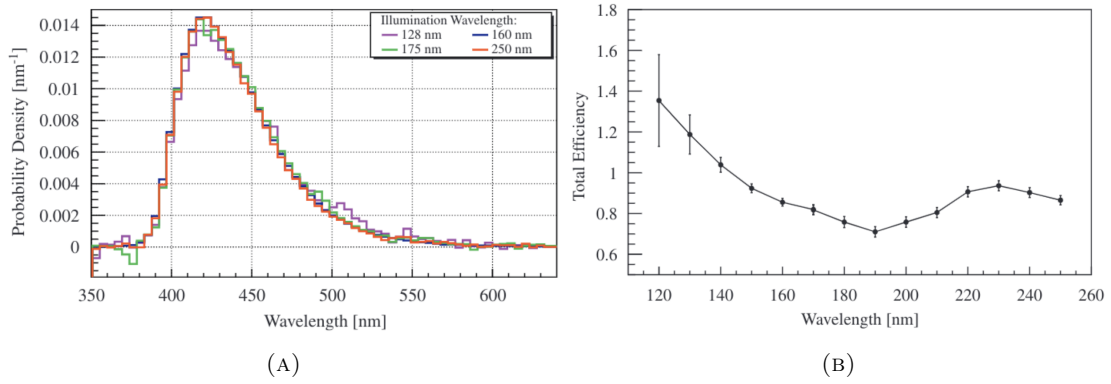 0.014
0.012
0.01
0.008
0.006
0.004
0.002
0
Probability Density [nm⁻¹]
Illumination Wavelength:
128 nm 160 nm
175 nm 250 nm
350 400 450 500 550 600
Wavelength [nm]
(A)
1.8
1.6
1.4
1.2
1
0.8
0.6
Total Efficiency
120 140 160 180 200 220 240 260
Wavelength [nm]
(B)